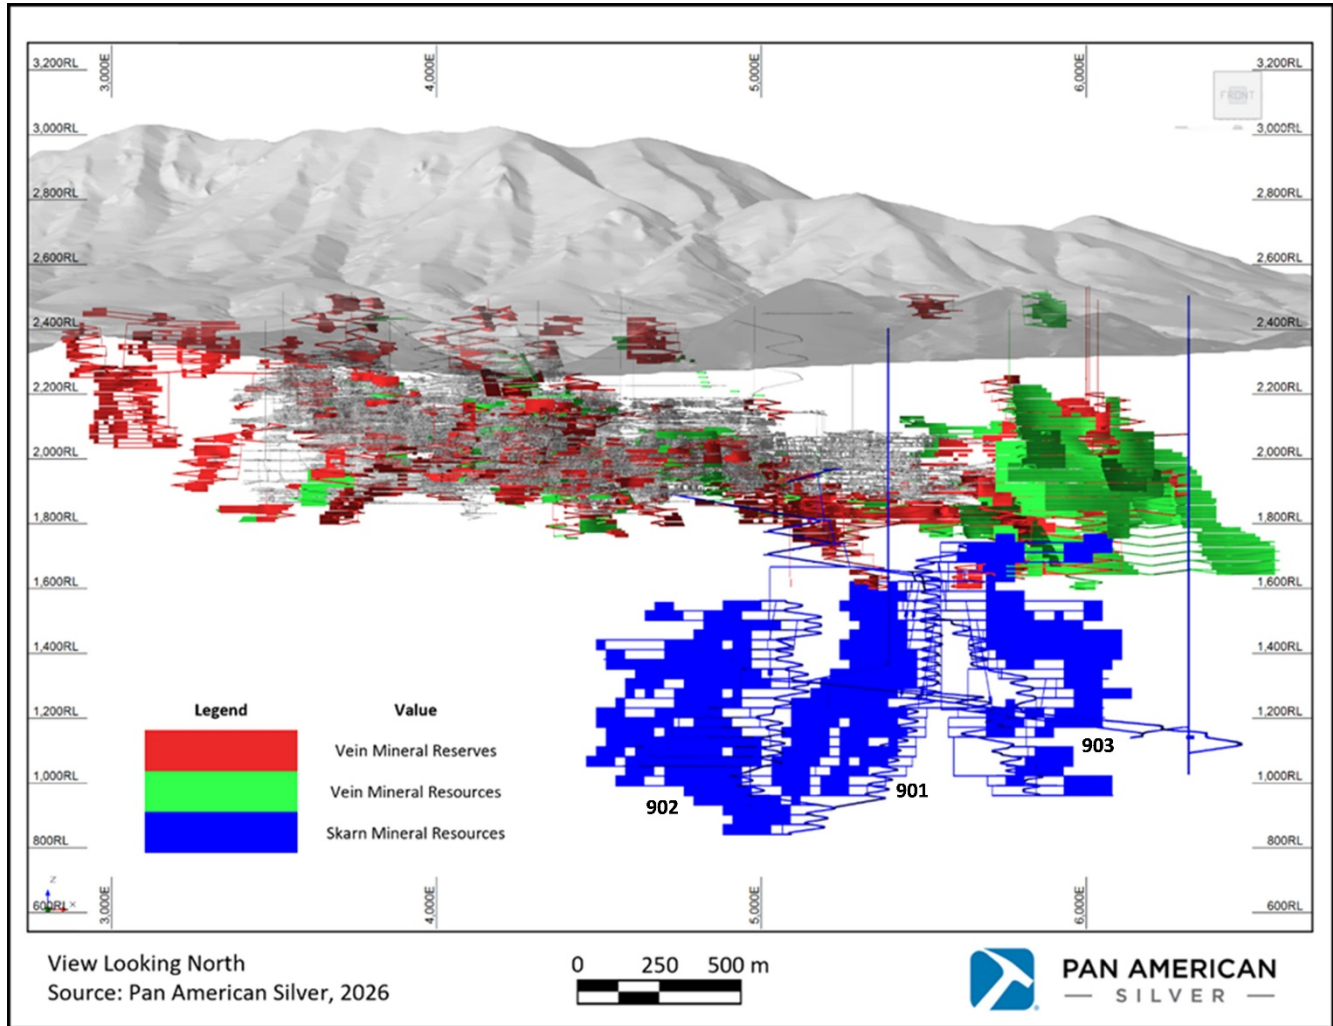 3,000E
4,000E
5,000E
6,000E
3,200RL
3,200RL
FRONT
3,000RL
3,000RL
2,800RL
2,800RL
2,600RL
2,600RL
2,400RL
2,400RL
2,200RL
2,200RL
2,000RL
2,000RL
1,800RL
1,800RL
1,600RL
1,600RL
1,400RL
1,400RL
1,200RL
1,200RL
Legend Value
Vein Mineral Reserves
903
1,000RL
1,000RL
Vein Mineral Resources
901
902
Skarn Mineral Resources
800RL
800RL
Z
X
600RL
600RL
3,000E
4,000E
5,000E
6,000E
View Looking North
Source: Pan American Silver, 2026
0 250 500 m
PAN AMERICAN
SILVER